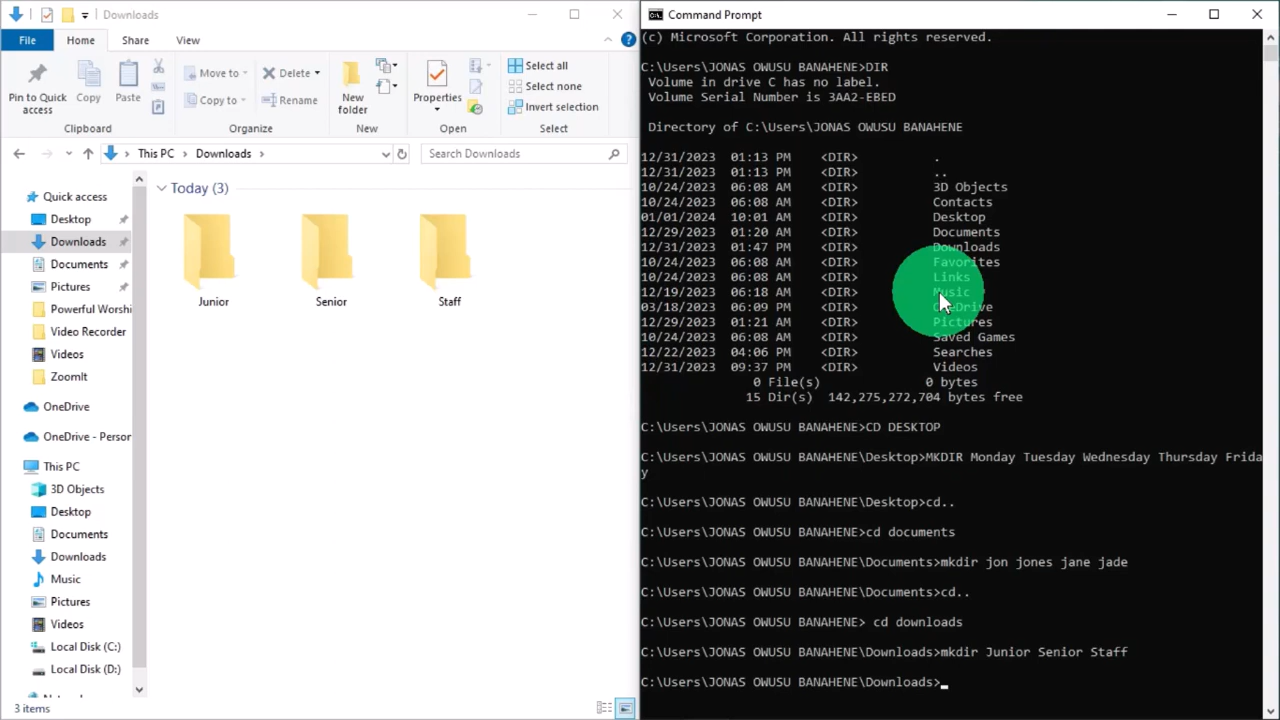 Downloads
File Home Share View
Pin to Quick access
Copy
Paste
Clipboard
Move to
Copy to
Delete
Rename
Organize
New folder
New
Properties
Open
Select all
Select none
Invert selection
Select
This PC > Downloads >
Search Downloads
Quick access
Desktop
Downloads
Documents
Pictures
Powerful Worshi
Video Recorder
Videos
ZoomIt
OneDrive
OneDrive - Person
This PC
3D Objects
Desktop
Documents
Downloads
Music
Pictures
Videos
Local Disk (C:)
Local Disk (D:)
Today (3)
Junior Senior Staff
3 items
Command Prompt
(c) Microsoft Corporation. All rights reserved.
C:\Users\JONAS OWUSU BANAHENE>DIR
Volume in drive C has no label.
Volume Serial Number is 3AA2-EBED
Directory of C:\Users\JONAS OWUSU BANAHENE
12/31/2023 01:13 PM <DIR> .
12/31/2023 01:13 PM <DIR> ..
10/24/2023 06:08 AM <DIR> 3D Objects
10/24/2023 06:08 AM <DIR> Contacts
01/01/2024 10:01 AM <DIR> Desktop
12/29/2023 01:20 AM <DIR> Documents
12/31/2023 01:47 PM <DIR> Downloads
10/24/2023 06:08 AM <DIR> Favorites
10/24/2023 06:08 AM <DIR> Links
12/19/2023 06:18 AM <DIR> Music
03/18/2023 06:09 PM <DIR> OneDrive
12/29/2023 01:21 AM <DIR> Pictures
10/24/2023 06:08 AM <DIR> Saved Games
12/22/2023 04:06 PM <DIR> Searches
12/31/2023 09:37 PM <DIR> Videos
0 File(s) 0 bytes
15 Dir(s) 142,275,272,704 bytes free
C:\Users\JONAS OWUSU BANAHENE>CD DESKTOP
C:\Users\JONAS OWUSU BANAHENE\Desktop>MKDIR Monday Tuesday Wednesday Thursday Frida
y
C:\Users\JONAS OWUSU BANAHENE\Desktop>cd..
C:\Users\JONAS OWUSU BANAHENE>cd documents
C:\Users\JONAS OWUSU BANAHENE\Documents>mkdir jon jones jane jade
C:\Users\JONAS OWUSU BANAHENE\Documents>cd..
C:\Users\JONAS OWUSU BANAHENE> cd downloads
C:\Users\JONAS OWUSU BANAHENE\Downloads>mkdir Junior Senior Staff
C:\Users\JONAS OWUSU BANAHENE\Downloads>